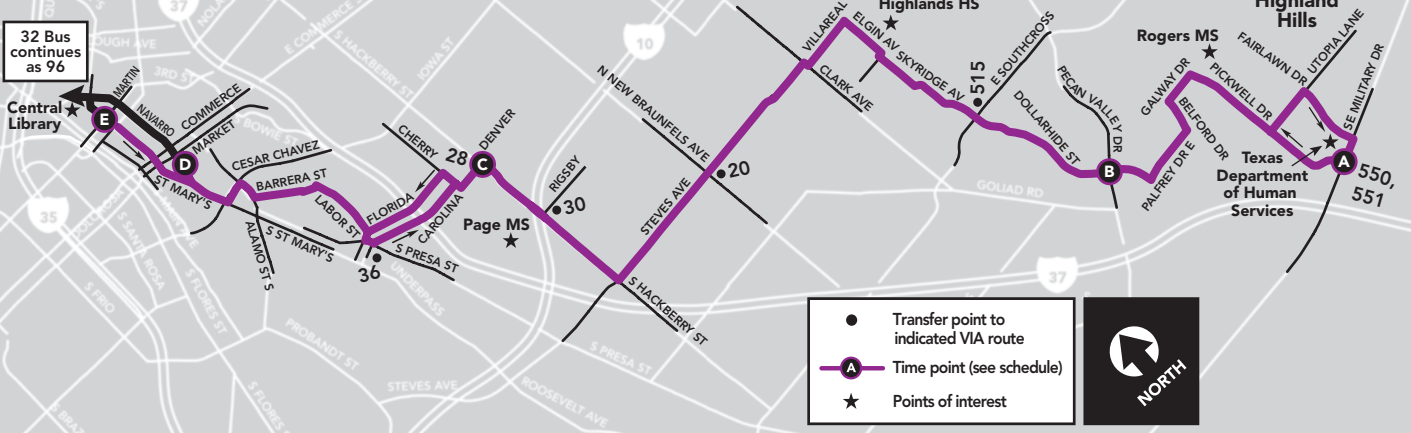 Highlands HS
Highland
Hills
32 Bus
continues
as 96
Central
Library
E
MARTIN
NAVARRO
COMMERCE
MARKET
D
ST MARY'S
CESAR CHAVEZ
BARRERA ST
LABOR ST
ALAMO ST S
S ST MARY'S
FLORIDA
CAROLINA
CHERRY
28
C
DENVER
36
S PRESA ST
UNDERPASS
Page MS
RIGSBY
30
S HACKBERRY ST
STEVES AVE
N NEW BRAUNFELS AVE
20
VILLAREAL
CLARK AVE
ELGIN AV
SKYRIDGE AV
515
E SOUTHCROSS
DOLLARHIDE ST
PECAN VALLEY DR
B
GOLIAD RD
PALFREY DR E
BELFORD DR
GALWAY DR
Rogers MS
PICKWELL DR
FAIRLAWN DR
UTOPIA LANE
SE MILITARY DR
Texas
Department
of Human
Services
A
550,
551
37
10
35
37
3RD ST
NOLAN
E COMMERCE ST
S HACKBERRY ST
IOWA ST
BOWIE ST
S SANTA ROSA
S FLORES ST
S FRIO
PROBANDT ST
S FLORES ST
STEVES AVE
ROOSEVELT AVE
S PRESA ST
Transfer point to
indicated VIA route
A
Time point (see schedule)
Points of interest
NORTH